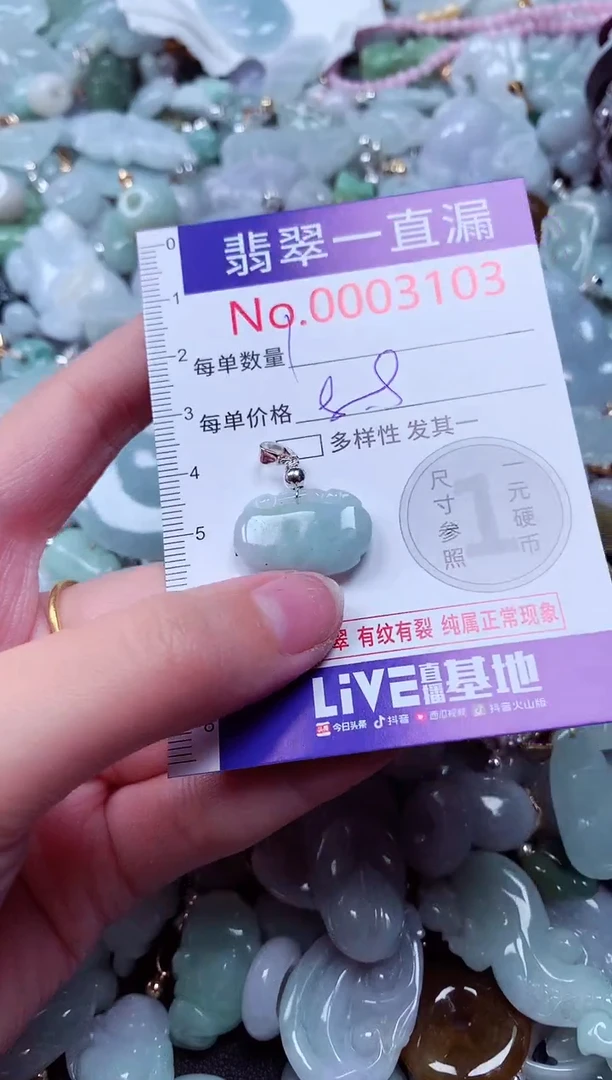 翡翠一直漏
No.0003103
每单数量 1
每单价格 88
多样性 发其一
尺寸参照
一元硬币
1
翠 有纹有裂 纯属正常现象
LiVE直播基地
今日头条 抖音 西瓜视频 抖音火山版
0
1
2
3
4
5